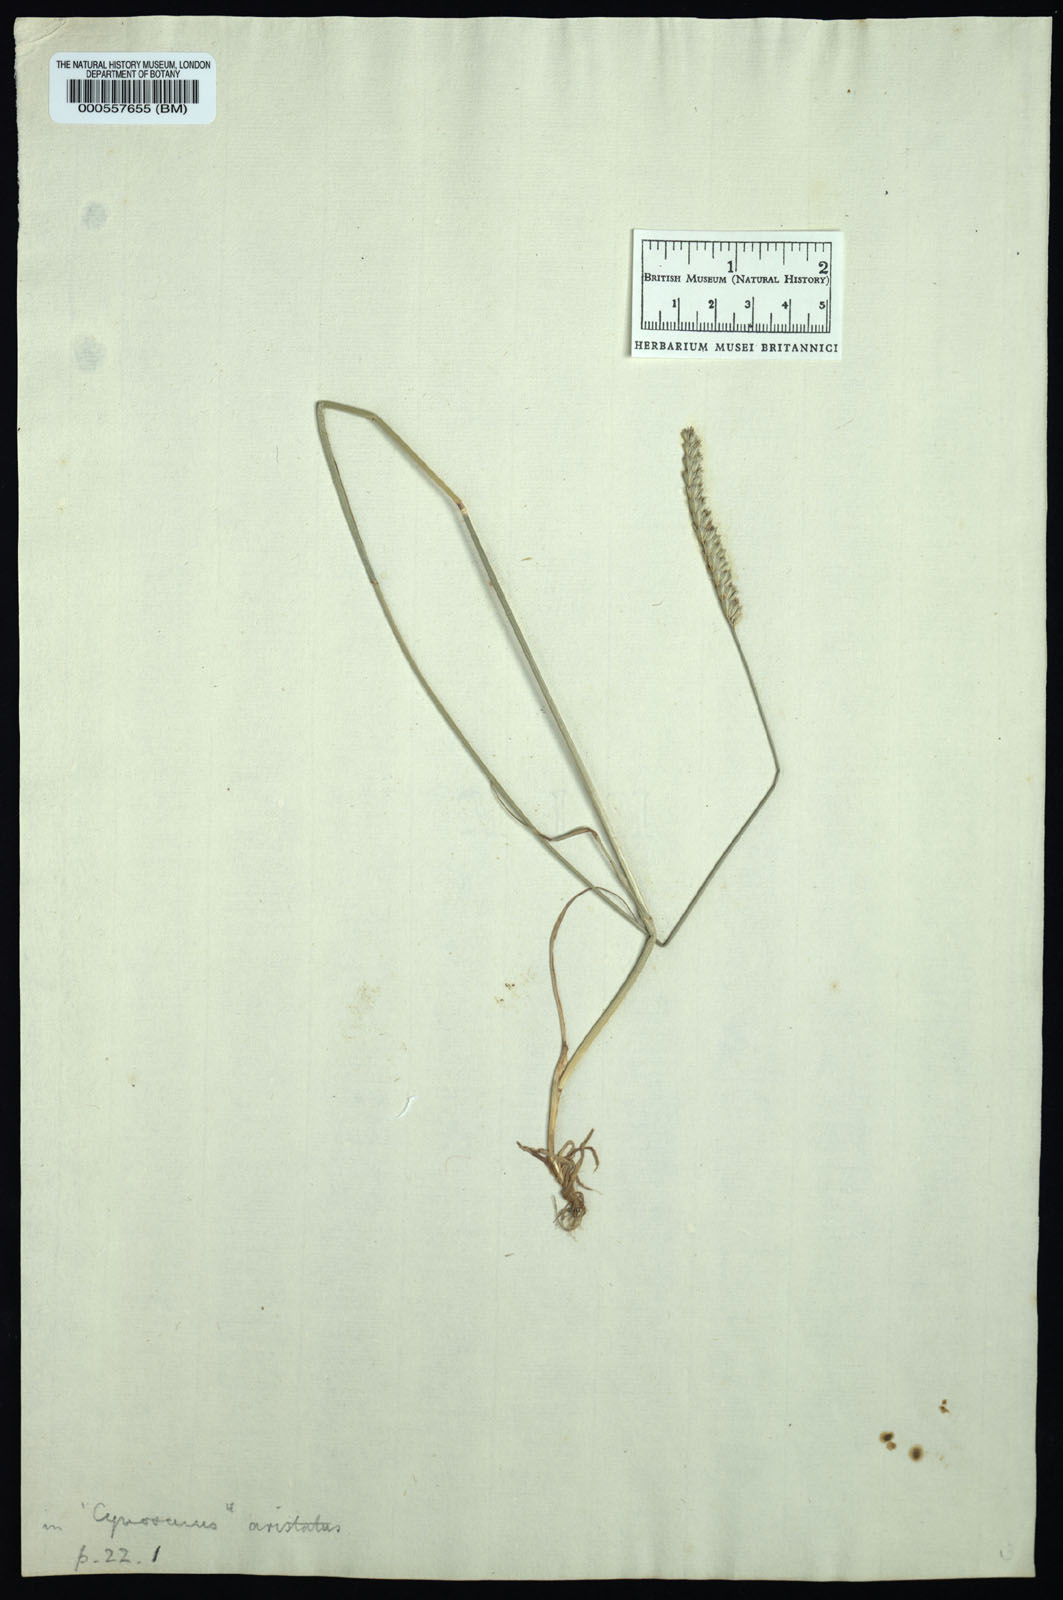 THE NATURAL HISTORY MUSEUM, LONDON
DEPARTMENT OF BOTANY
000557655 (BM)
1 2
BRITISH MUSEUM (NATURAL HISTORY)
1 2 3 4 5
HERBARIUM MUSEI BRITANNICI
in "Cynosurus" aristatus
p. 22. 1